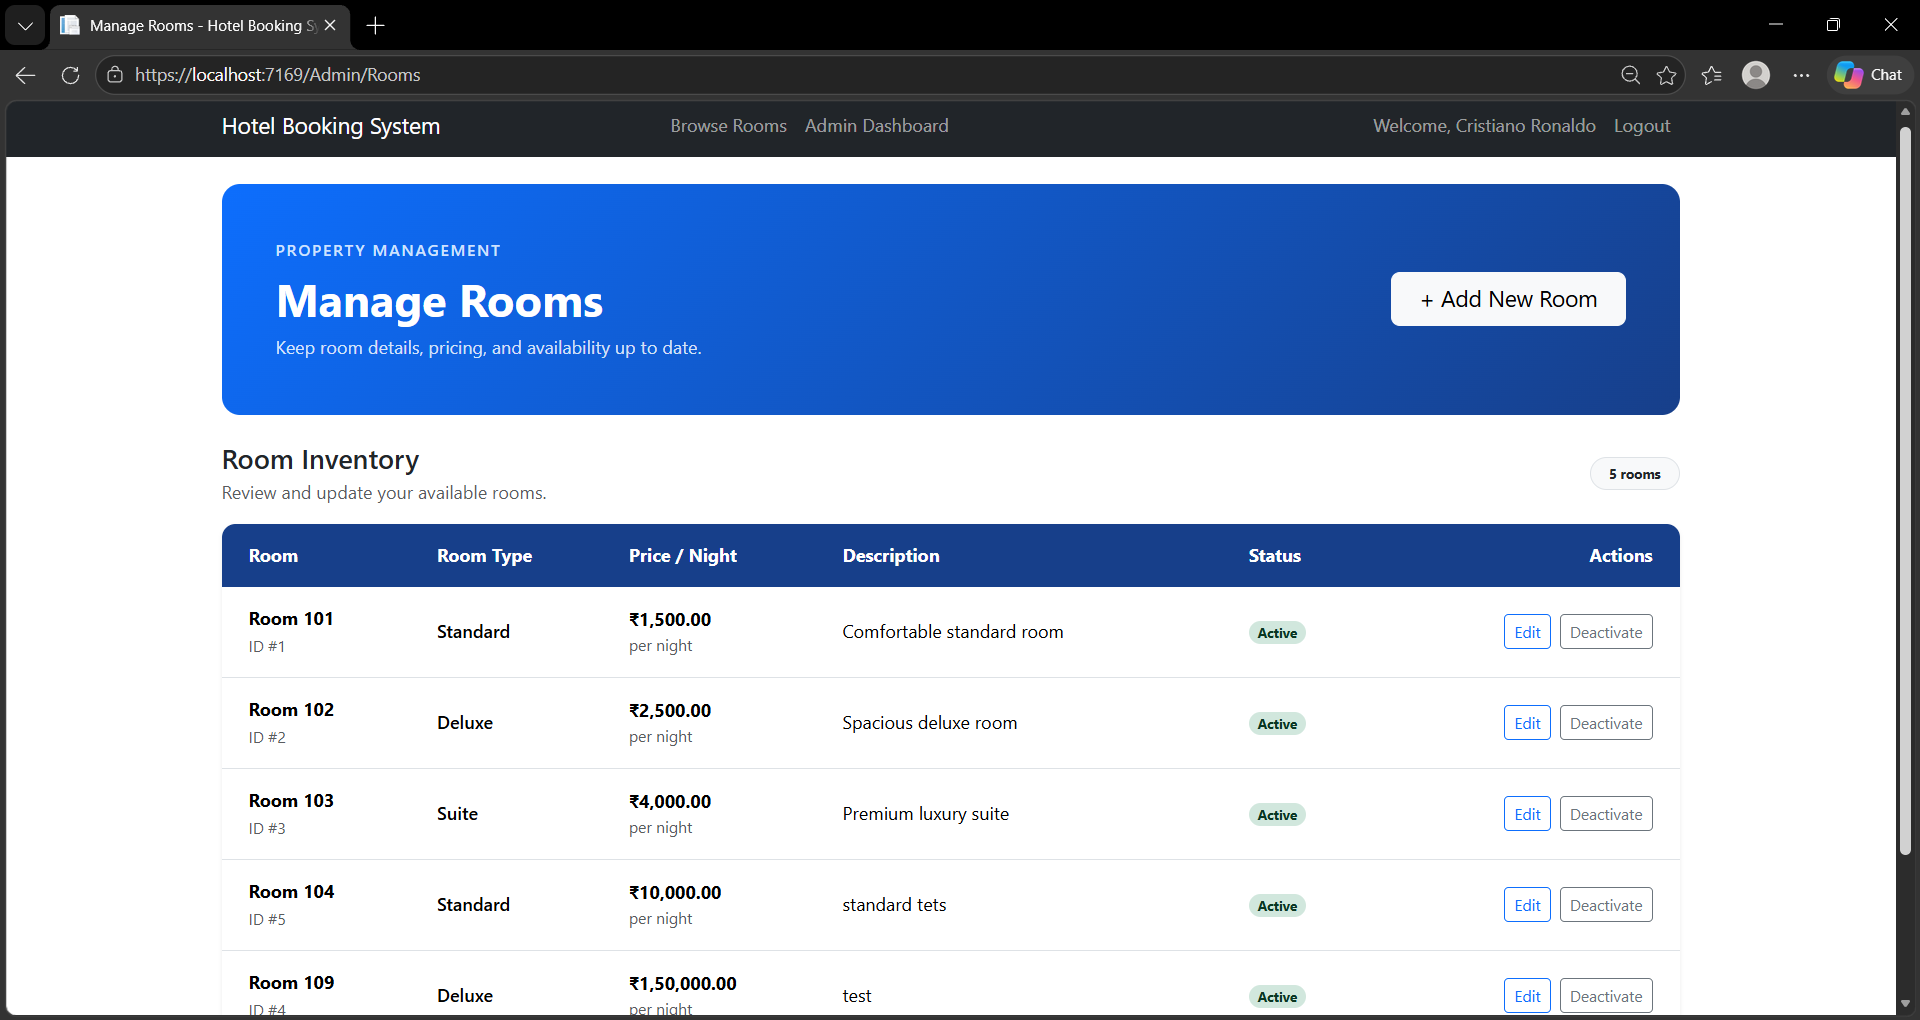 Manage Rooms - Hotel Booking S
https://localhost:7169/Admin/Rooms
Chat
Hotel Booking System
Browse Rooms
Admin Dashboard
Welcome, Cristiano Ronaldo
Logout
PROPERTY MANAGEMENT
Manage Rooms
Keep room details, pricing, and availability up to date.
+ Add New Room
Room Inventory
Review and update your available rooms.
5 rooms
Room Room Type Price / Night Description Status Actions
Room 101
ID #1
Standard
₹1,500.00
per night
Comfortable standard room
Active
Edit
Deactivate
Room 102
ID #2
Deluxe
₹2,500.00
per night
Spacious deluxe room
Active
Edit
Deactivate
Room 103
ID #3
Suite
₹4,000.00
per night
Premium luxury suite
Active
Edit
Deactivate
Room 104
ID #5
Standard
₹10,000.00
per night
standard tets
Active
Edit
Deactivate
Room 109
ID #4
Deluxe
₹1,50,000.00
per night
test
Active
Edit
Deactivate